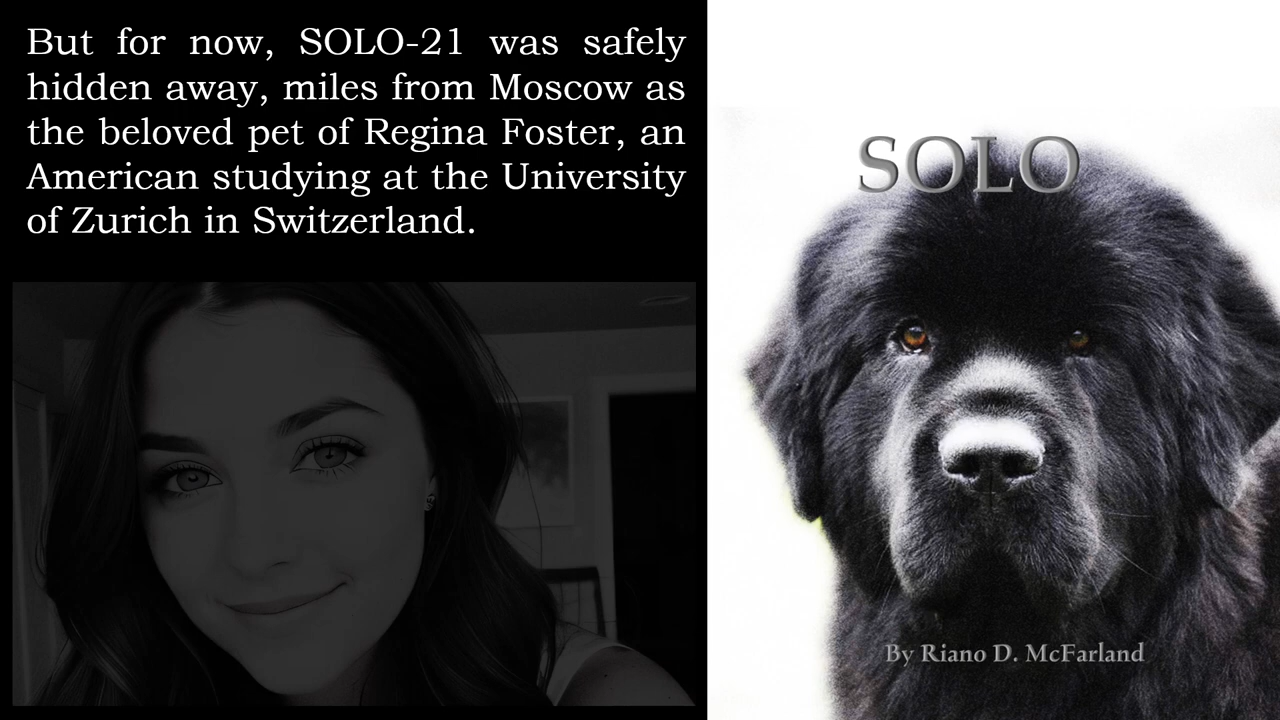 But for now, SOLO-21 was safely
hidden away, miles from Moscow as
the beloved pet of Regina Foster, an
American studying at the University
of Zurich in Switzerland.
SOLO
By Riano D. McFarland